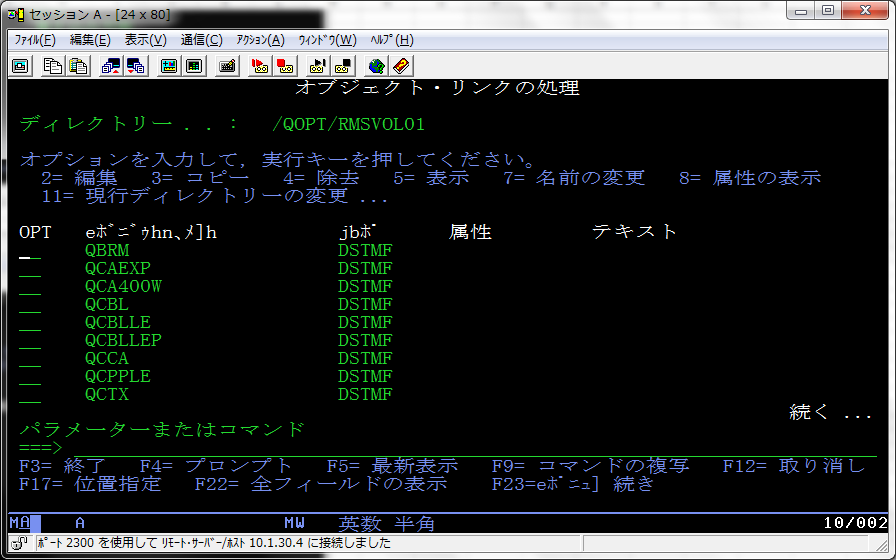 セッション A - [24 x 80]
ﾌｧｲﾙ(F) 編集(E) 表示(V) 通信(C) ｱｸｼｮﾝ(A) ｳｨﾝﾄﾞｳ(W) ﾍﾙﾌﾟ(H)
オブジェクト・リンクの処理
ディレクトリー . . : /QOPT/RMSVOL01
オプションを入力して, 実行キーを押してください。
2= 編集 3= コピー 4= 除去 5= 表示 7= 名前の変更 8= 属性の表示
11= 現行ディレクトリーの変更 ...
OPT eﾎﾞﾆﾞｩhn､ﾒ]h jbﾎﾟ 属性 テキスト
QBRM DSTMF
QCAEXP DSTMF
QCA400W DSTMF
QCBL DSTMF
QCBLLE DSTMF
QCBLLEP DSTMF
QCCA DSTMF
QCPPLE DSTMF
QCTX DSTMF
続く ...
パラメーターまたはコマンド
===>
F3= 終了 F4= プロンプト F5= 最新表示 F9= コマンドの複写 F12= 取り消し
F17= 位置指定 F22= 全フィールドの表示 F23=eﾎﾞﾆｭ] 続き
MA A MW 英数 半角 10/002
ﾎﾟｰﾄ 2300 を使用して ﾘﾓｰﾄ･ｻｰﾊﾞｰ/ﾎｽﾄ 10.1.30.4 に接続しました